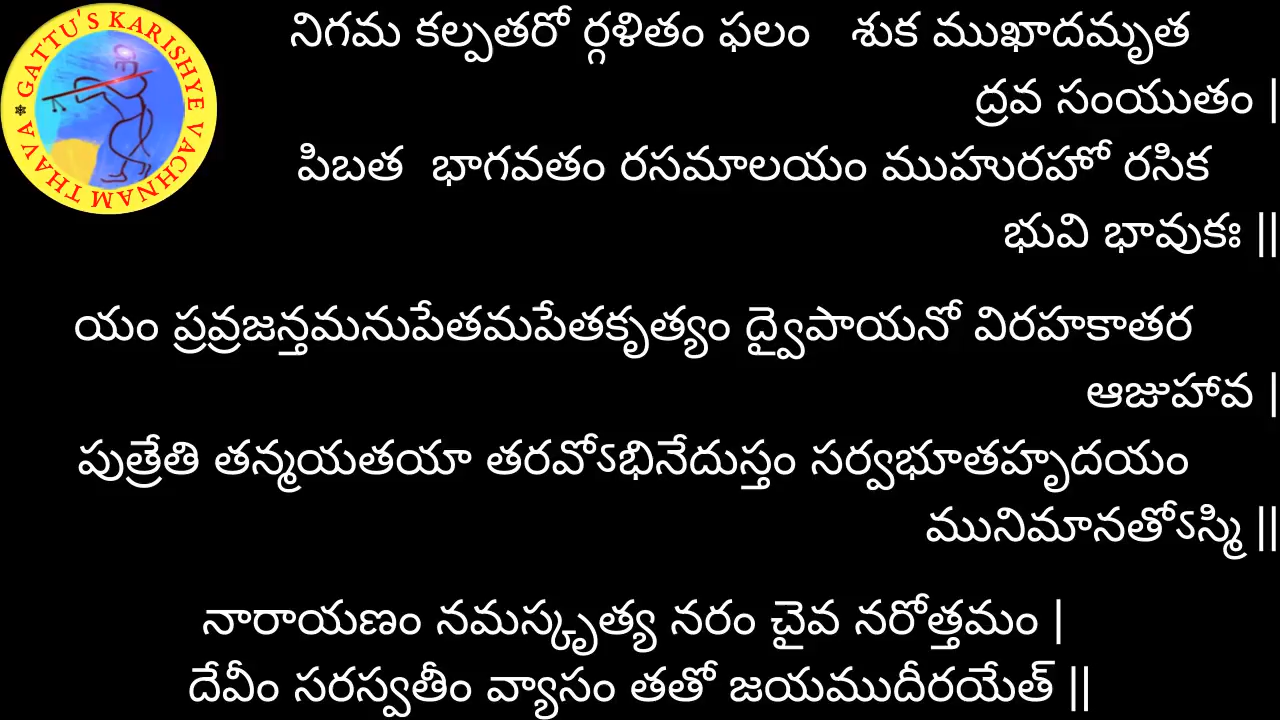 GATTU'S KARISHYE VACHNAM THAVA
నిగమ కల్పతరో ర్గళితం ఫలం శుక ముఖాదమృత
ద్రవ సంయుతం |
పిబత భాగవతం రసమాలయం ముహురహో రసిక
భువి భావుకః ||
యం ప్రవ్రజన్తమనుపేతమపేతకృత్యం ద్వైపాయనో విరహకాతర
ఆజుహావ |
పుత్రేతి తన్మయతయా తరవోఽభినేదుస్తం సర్వభూతహృదయం
మునిమానతోఽస్మి ||
నారాయణం నమస్కృత్య నరం చైవ నరోత్తమం |
దేవీం సరస్వతీం వ్యాసం తతో జయముదీరయేత్ ||